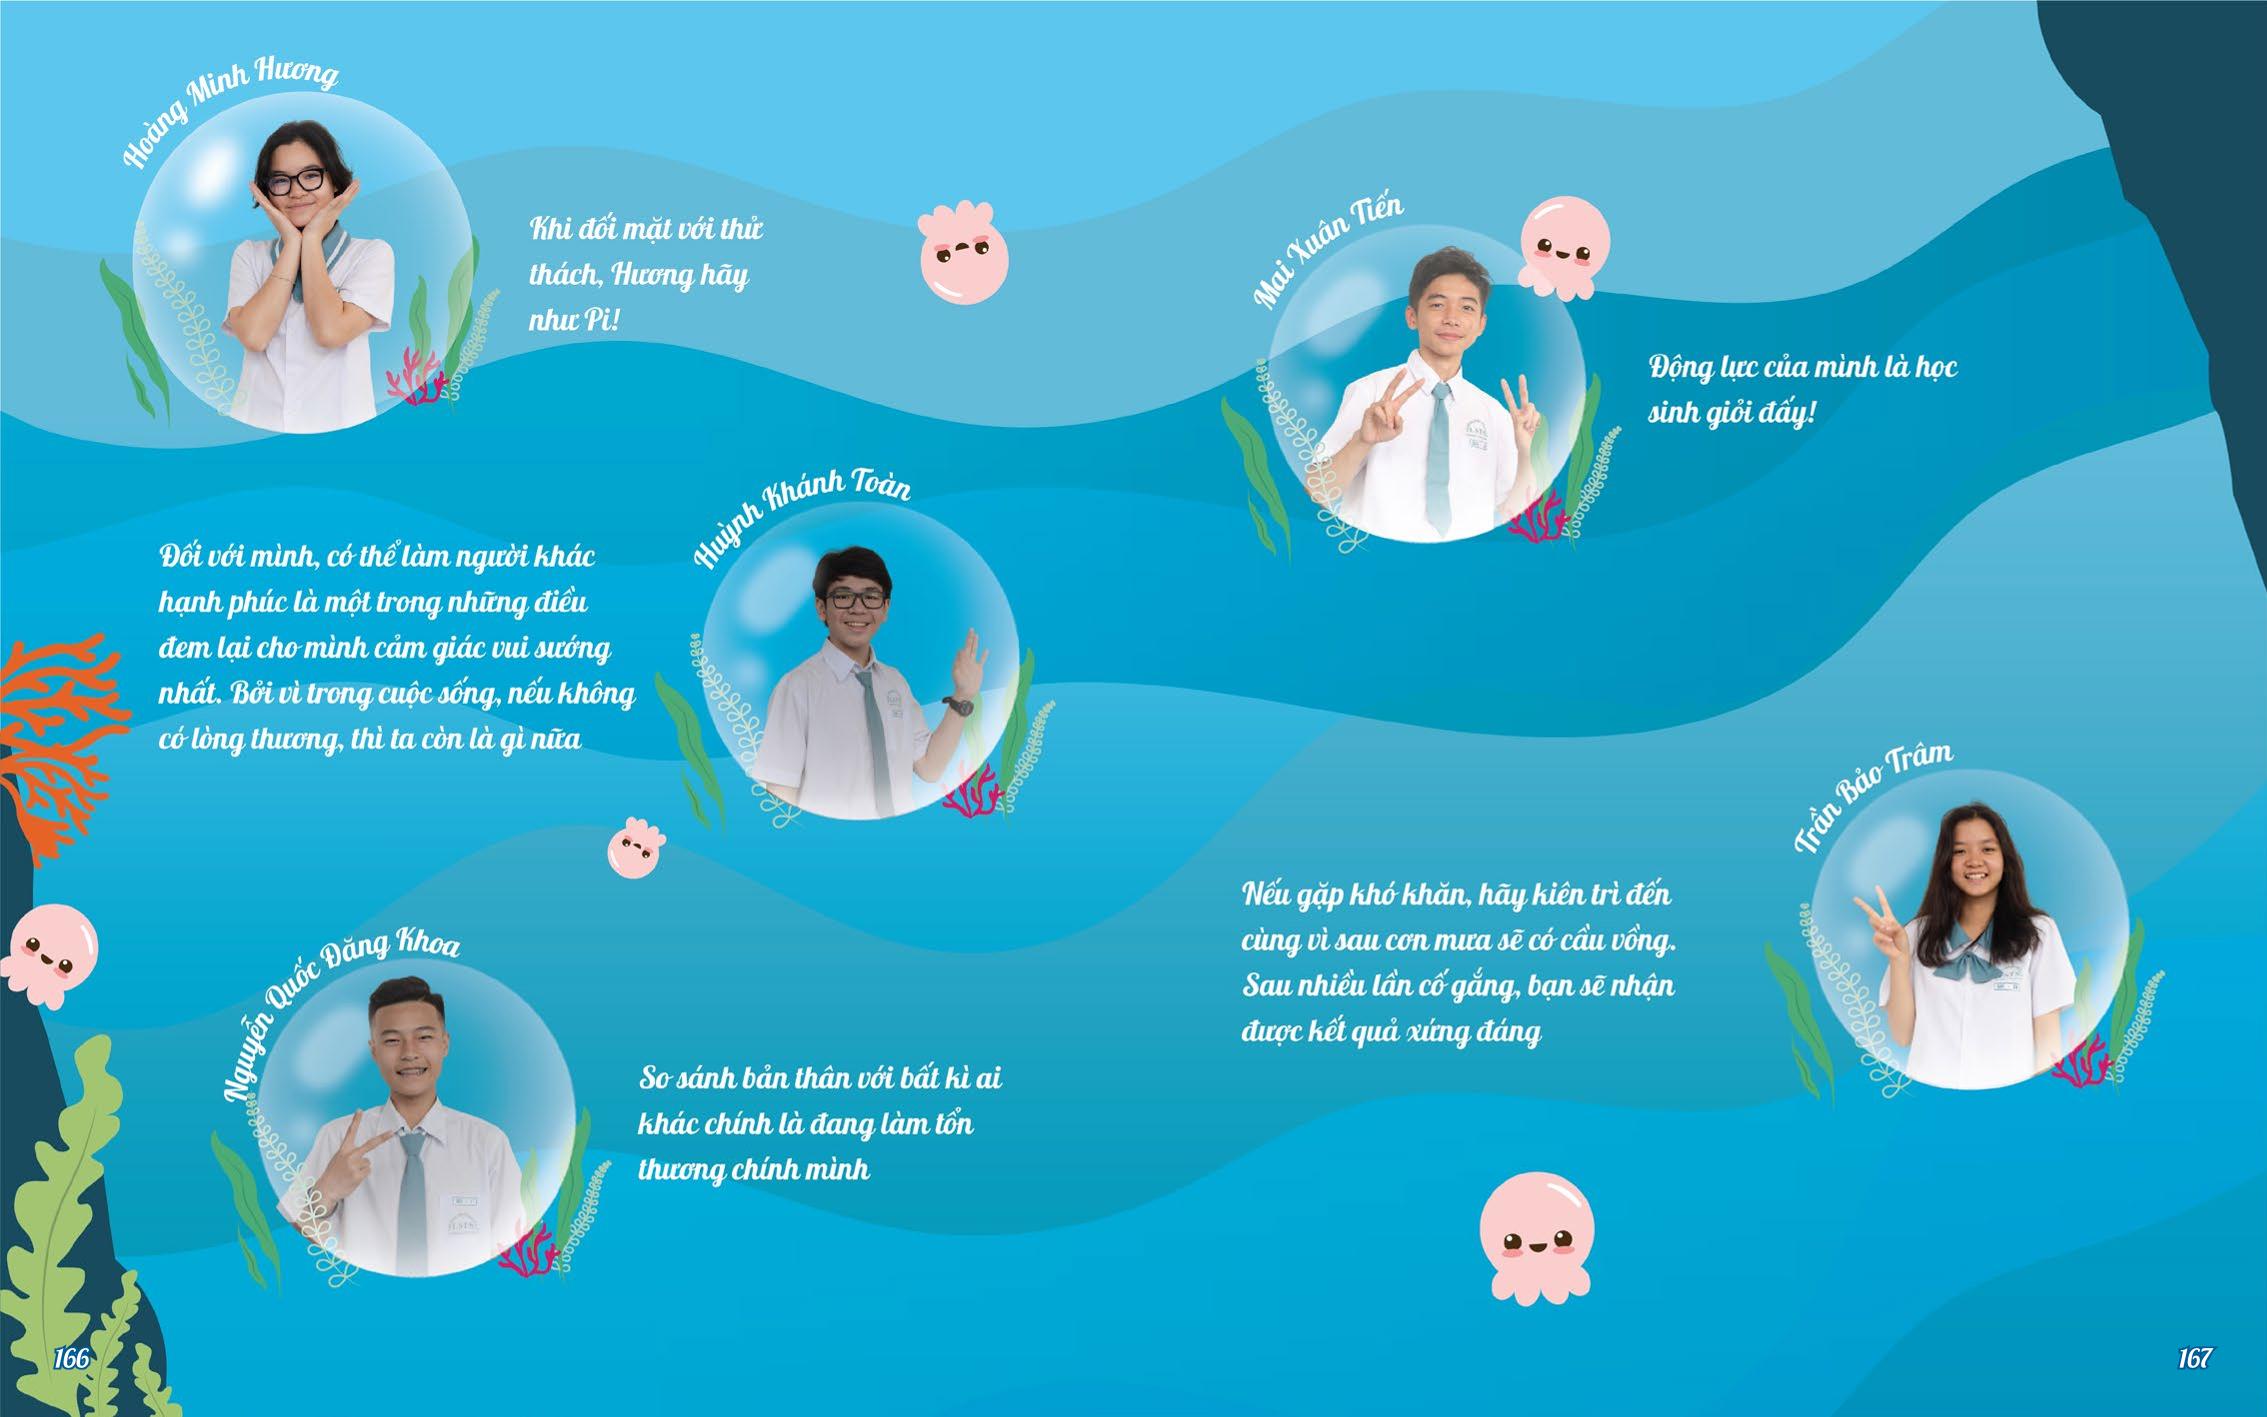 Hoàng Minh Hương
Khi đối mặt với thử
thách, Hương hãy
như Pi!
Huỳnh Khánh Toàn
Đối với mình, có thể làm người khác
hạnh phúc là một trong những điều
đem lại cho mình cảm giác vui sướng
nhất. Bởi vì trong cuộc sống, nếu không
có lòng thương, thì ta còn là gì nữa
Nguyễn Quốc Đăng Khoa
So sánh bản thân với bất kì ai
khác chính là đang làm tổn
thương chính mình
166
Mai Xuân Tiến
Động lực của mình là học
sinh giỏi đấy!
Trần Bảo Trâm
Nếu gặp khó khăn, hãy kiên trì đến
cùng vì sau cơn mưa sẽ có cầu vồng.
Sau nhiều lần cố gắng, bạn sẽ nhận
được kết quả xứng đáng
167